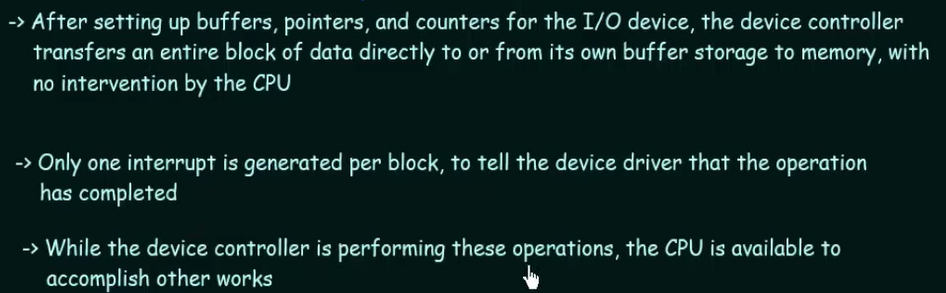 -> After setting up buffers, pointers, and counters for the I/O device, the device controller
transfers an entire block of data directly to or from its own buffer storage to memory, with
no intervention by the CPU
-> Only one interrupt is generated per block, to tell the device driver that the operation
has completed
-> While the device controller is performing these operations, the CPU is available to
accomplish other works